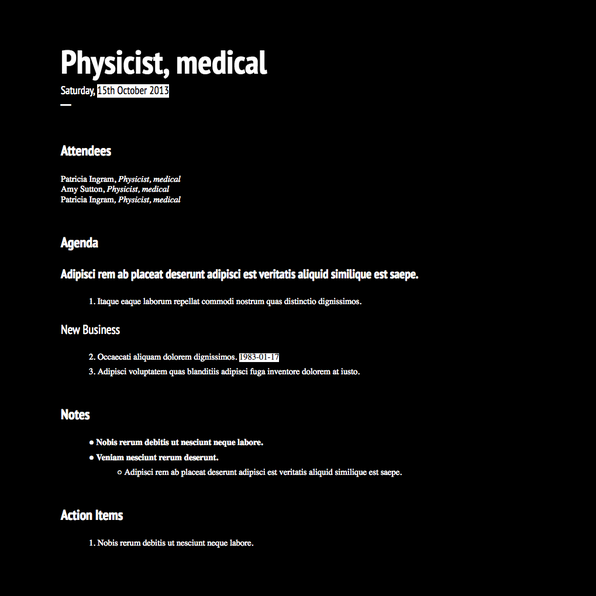 Physicist, medical
Saturday, 15th October 2013
Attendees
Patricia Ingram, Physicist, medical
Amy Sutton, Physicist, medical
Patricia Ingram, Physicist, medical
Agenda
Adipisci rem ab placeat deserunt adipisci est veritatis aliquid similique est saepe.
1. Itaque eaque laborum repellat commodi nostrum quas distinctio dignissimos.
New Business
2. Occaecati aliquam dolorem dignissimos. 1983-01-17
3. Adipisci voluptatem quas blanditiis adipisci fuga inventore dolorem at iusto.
Notes
• Nobis rerum debitis ut nesciunt neque labore.
• Veniam nesciunt rerum deserunt.
○ Adipisci rem ab placeat deserunt adipisci est veritatis aliquid similique est saepe.
Action Items
1. Nobis rerum debitis ut nesciunt neque labore.